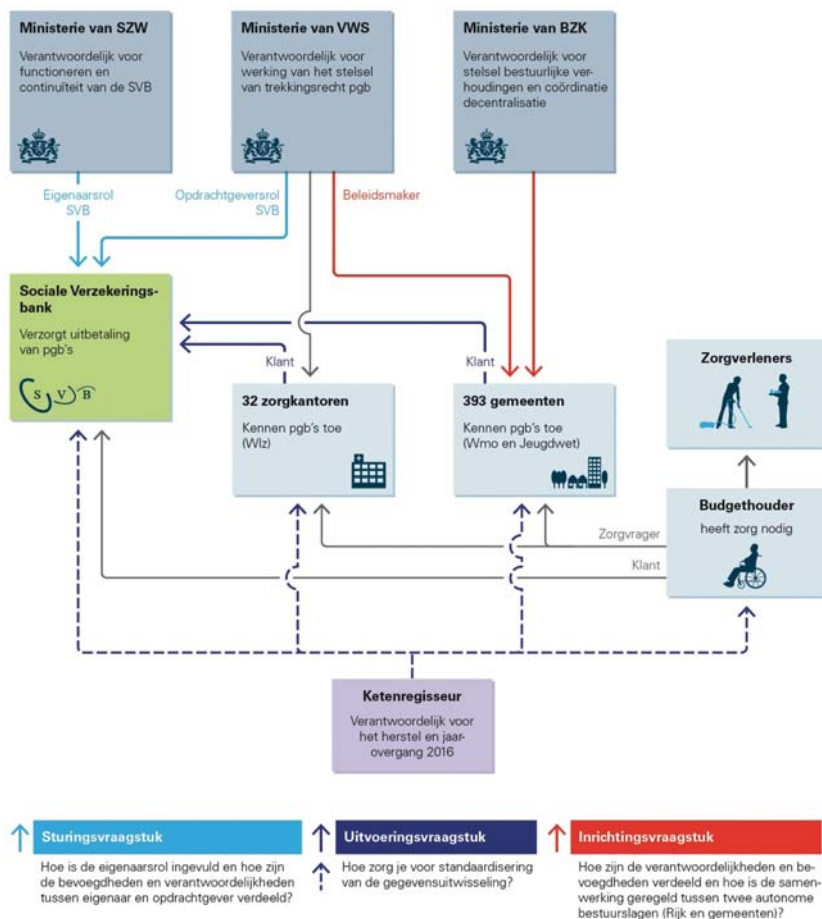 Ministerie van SZW
Verantwoordelijk voor
functioneren en
continuïteit van de SVB
Ministerie van VWS
Verantwoordelijk voor
werking van het stelsel
van trekkingsrecht pgb
Ministerie van BZK
Verantwoordelijk voor
stelsel bestuurlijke ver-
houdingen en coördinatie
decentralisatie
Eigenaarsrol
SVB
Opdrachtgeversrol
SVB
Beleidsmaker
Sociale Verzekerings-
bank
Verzorgt uitbetaling
van pgb's
S V B
Klant
Klant
32 zorgkantoren
Kennen pgb's toe
(Wlz)
393 gemeenten
Kennen pgb's toe
(Wmo en Jeugdwet)
Zorgverleners
Budgethouder
heeft zorg nodig
Zorgvrager
Klant
Ketenregisseur
Verantwoordelijk voor
het herstel en jaar-
overgang 2016
Sturingsvraagstuk
Hoe is de eigenaarsrol ingevuld en hoe zijn
de bevoegdheden en verantwoordelijkheden
tussen eigenaar en opdrachtgever verdeeld?
Uitvoeringsvraagstuk
Hoe zorg je voor standaardisering
van de gegevensuitwisseling?
Inrichtingsvraagstuk
Hoe zijn de verantwoordelijkheden en be-
voegdheden verdeeld en hoe is de samen-
werking geregeld tussen twee autonome
bestuurslagen (Rijk en gemeenten)?